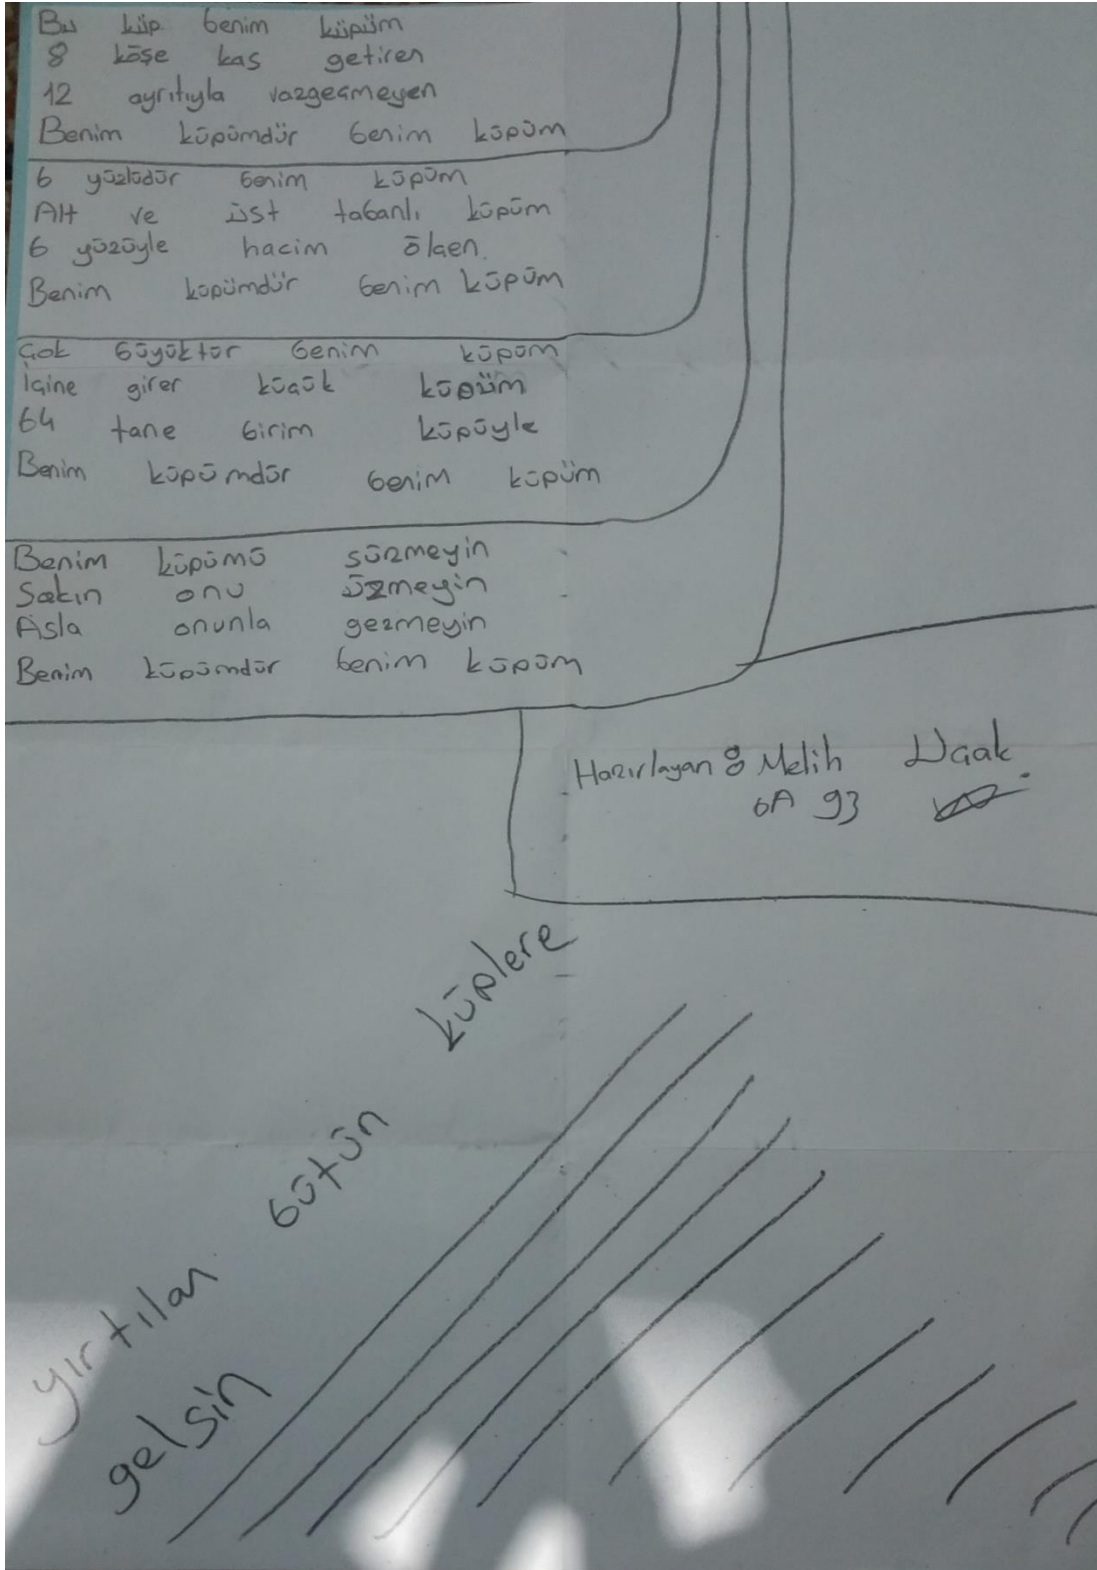 Bu küp benim küpüm
8 köşe kaş getiren
12 ayrıtıyla vazgeçmeyen
Benim küpümdür benim küpüm
6 yüzlüdür benim küpüm
Alt ve üst tabanlı küpüm
6 yüzüyle hacim ölçen
Benim küpümdür benim küpüm
Çok büyüktür benim küpüm
İçine girer küçük küpüm
64 tane birim küpüyle
Benim küpümdür benim küpüm
Benim küpümü süzmeyin
Sakın onu üzmeyin
Asla onunla gezmeyin
Benim küpümdür benim küpüm
Hazırlayan: Melih Uçak
6A 93
yırtılan bütün küplere
gelsin